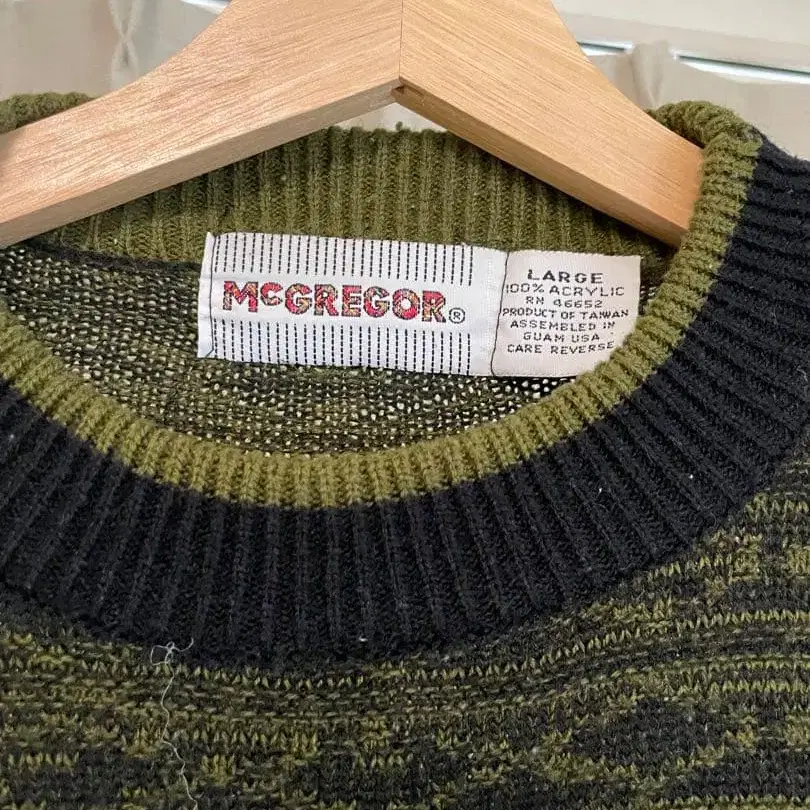 McGREGOR®
LARGE
100% ACRYLIC
RN 46652
PRODUCT OF TAIWAN
ASSEMBLED IN
GUAM USA
CARE REVERSE